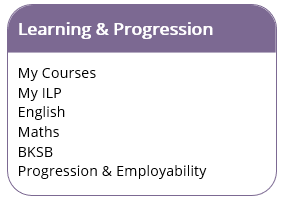 Learning & Progression
My Courses
My ILP
English
Maths
BKSB
Progression & Employability